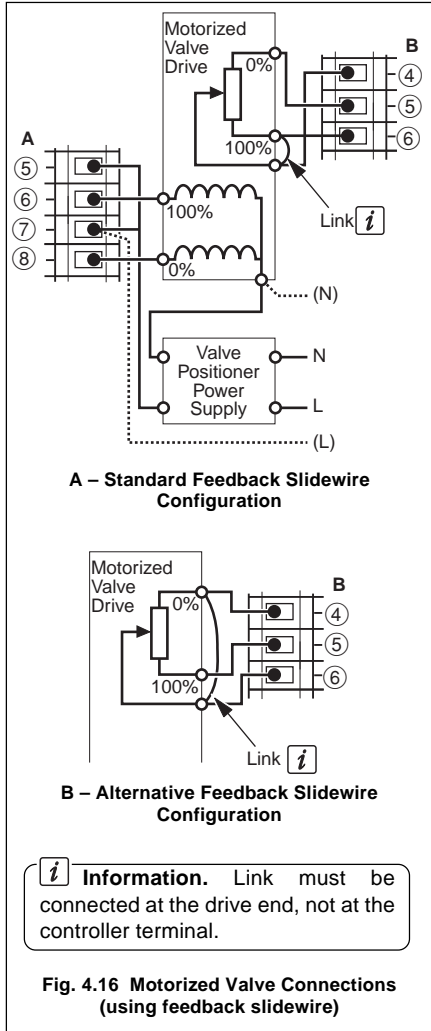 Motorized
Valve
Drive
0%
100%
B
④
⑤
⑥
Link i
A
⑤
⑥
⑦
⑧
100%
0%
(N)
Valve
Positioner
Power
Supply
N
L
(L)
A – Standard Feedback Slidewire
Configuration
Motorized
Valve
Drive
0%
100%
B
④
⑤
⑥
Link i
B – Alternative Feedback Slidewire
Configuration
i Information. Link must be
connected at the drive end, not at the
controller terminal.
Fig. 4.16 Motorized Valve Connections
(using feedback slidewire)